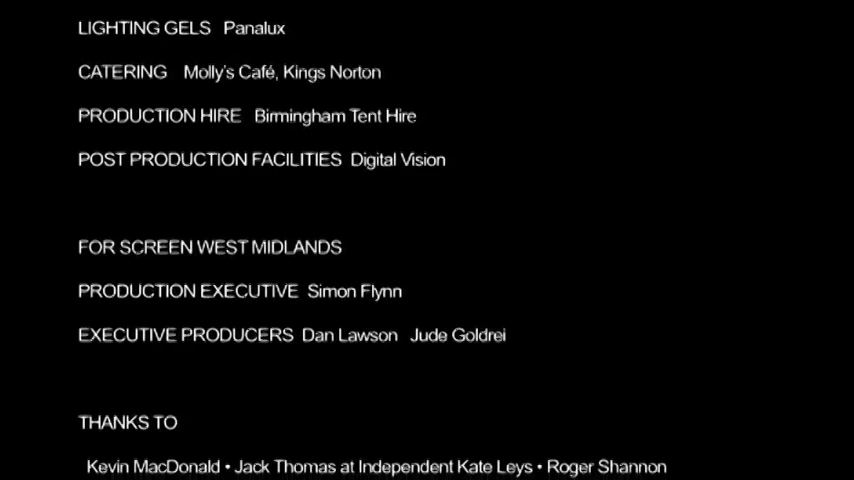 LIGHTING GELS Panalux
CATERING Molly's Café, Kings Norton
PRODUCTION HIRE Birmingham Tent Hire
POST PRODUCTION FACILITIES Digital Vision
FOR SCREEN WEST MIDLANDS
PRODUCTION EXECUTIVE Simon Flynn
EXECUTIVE PRODUCERS Dan Lawson Jude Goldrei
THANKS TO
Kevin MacDonald • Jack Thomas at Independent Kate Leys • Roger Shannon